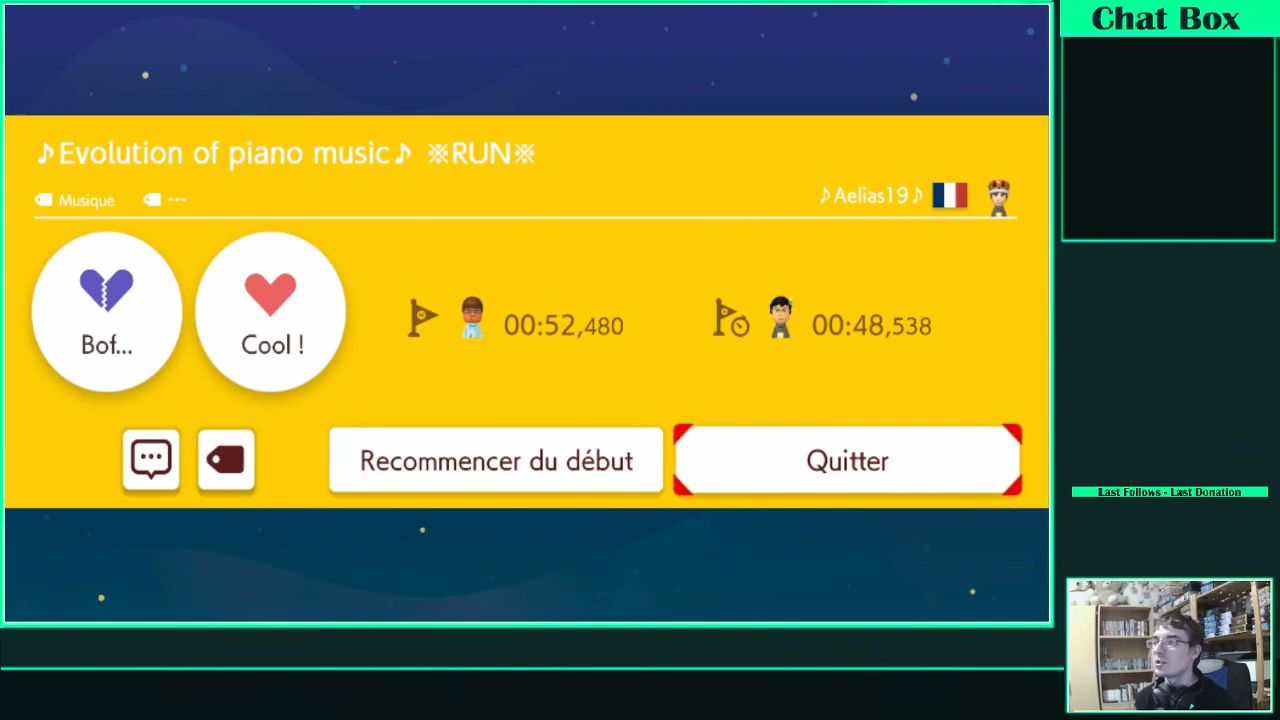 Chat Box
♪Evolution of piano music♪ ※RUN※
Musique ---
♪Aelias19♪
Bof...
Cool !
00:52,480
00:48,538
Recommencer du début
Quitter
Last Follows - Last Donation